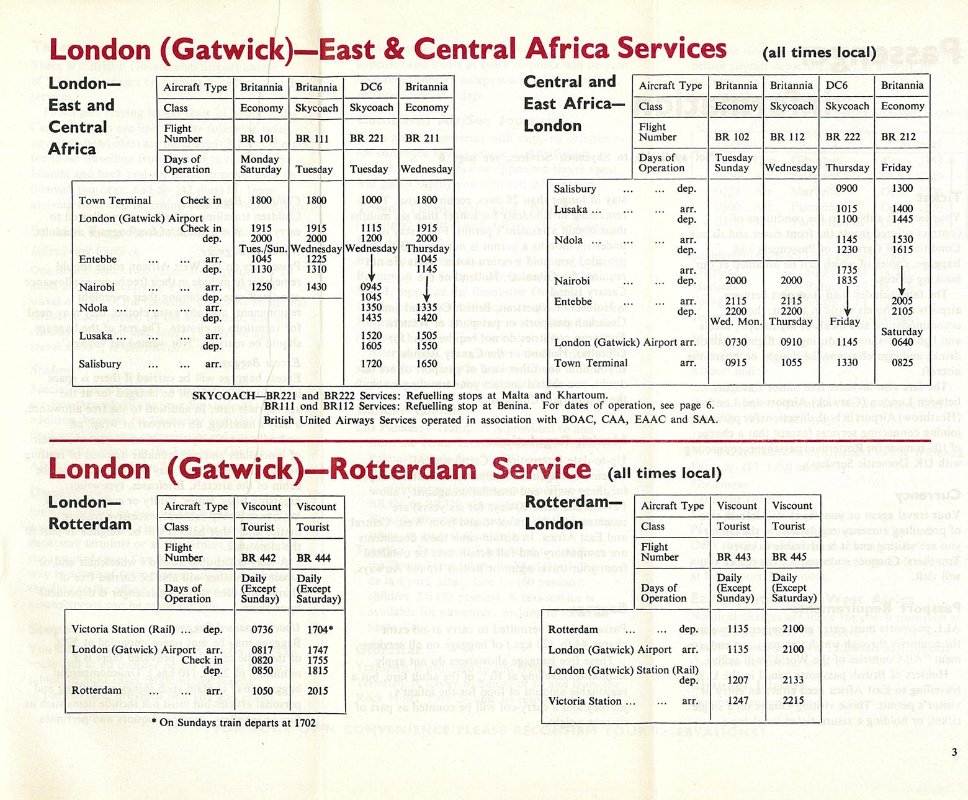 London (Gatwick)—East & Central Africa Services (all times local)
London—
East and
Central
Africa
Aircraft Type Britannia Britannia DC6 Britannia
Class Economy Skycoach Skycoach Economy
Flight
Number BR 101 BR 111 BR 221 BR 211
Days of Monday
Operation Saturday Tuesday Tuesday Wednesday
Town Terminal Check in 1800 1800 1000 1800
London (Gatwick) Airport
Check in 1915 1915 1115 1915
dep. 2000 2000 1200 2000
Tues./Sun. Wednesday Wednesday Thursday
Entebbe ... ... arr. 1045 1225 1045
dep. 1130 1310 1145
Nairobi ... ... arr. 1250 1430 0945
dep. 1045
Ndola ... ... ... arr. 1350 1335
dep. 1435 1420
Lusaka ... ... ... arr. 1520 1505
dep. 1605 1550
Salisbury ... ... arr. 1720 1650
Central and
East Africa—
London
Aircraft Type Britannia Britannia DC6 Britannia
Class Economy Skycoach Skycoach Economy
Flight
Number BR 102 BR 112 BR 222 BR 212
Days of Tuesday
Operation Sunday Wednesday Thursday Friday
Salisbury ... ... dep. 0900 1300
Lusaka ... ... ... arr. 1015 1400
dep. 1100 1445
Ndola ... ... ... arr. 1145 1530
dep. 1230 1615
arr. 1735
Nairobi ... ... dep. 2000 2000 1835
Entebbe ... ... arr. 2115 2115 2005
dep. 2200 2200 2105
Wed. Mon. Thursday Friday Saturday
London (Gatwick) Airport arr. 0730 0910 1145 0640
Town Terminal arr. 0915 1055 1330 0825
SKYCOACH—BR221 and BR222 Services: Refuelling stops at Malta and Khartoum.
BR111 ond BR112 Services: Refuelling stop at Benina. For dates of operation, see page 6.
British United Airways Services operated in association with BOAC, CAA, EAAC and SAA.
London (Gatwick)—Rotterdam Service (all times local)
London—
Rotterdam
Aircraft Type Viscount Viscount
Class Tourist Tourist
Flight
Number BR 442 BR 444
Daily Daily
Days of (Except (Except
Operation Sunday) Saturday)
Victoria Station (Rail) ... dep. 0736 1704*
London (Gatwick) Airport arr. 0817 1747
Check in 0820 1755
dep. 0850 1815
Rotterdam ... ... arr. 1050 2015
* On Sundays train departs at 1702
Rotterdam—
London
Aircraft Type Viscount Viscount
Class Tourist Tourist
Flight
Number BR 443 BR 445
Daily Daily
Days of (Except (Except
Operation Sunday) Saturday)
Rotterdam ... ... dep. 1135 2100
London (Gatwick) Airport arr. 1135 2100
London (Gatwick) Station (Rail)
dep. 1207 2133
Victoria Station ... ... arr. 1247 2215
3